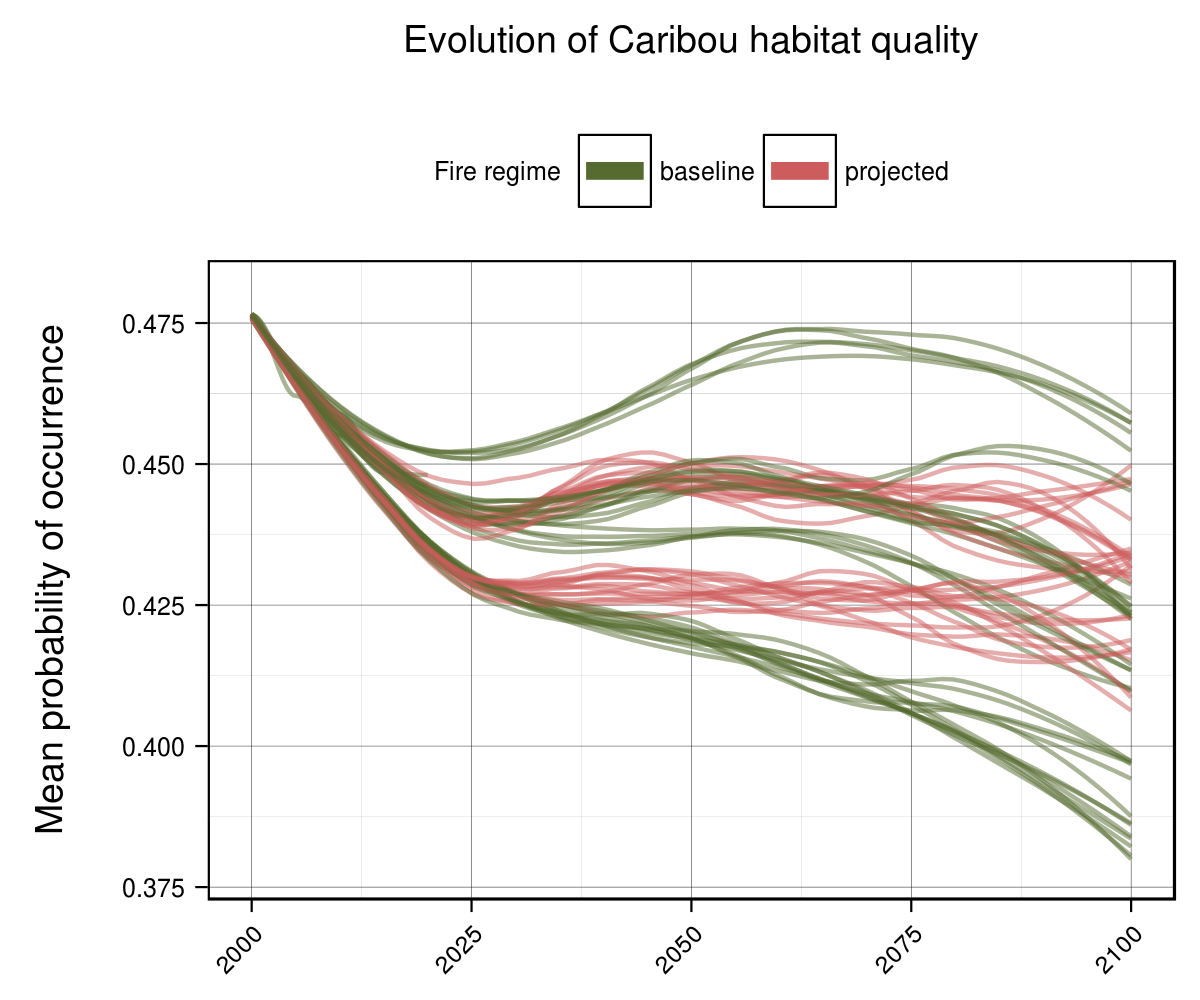 Evolution of Caribou habitat quality
Fire regime baseline projected
Mean probability of occurrence
0.475
0.450
0.425
0.400
0.375
2000 2025 2050 2075 2100